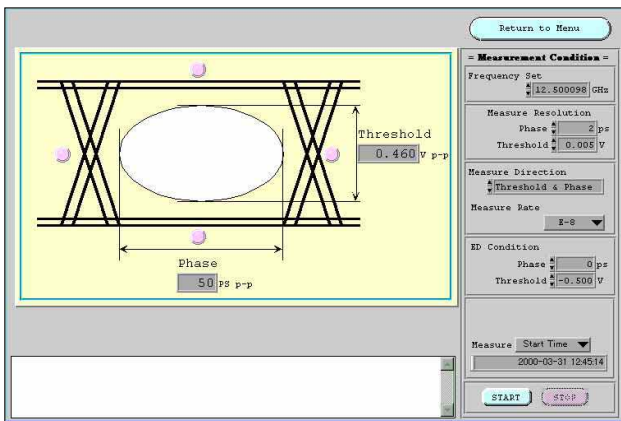 Return to Menu
= Measurement Condition =
Frequency Set
12.500098 GHz
Measure Resolution
Phase 2 ps
Threshold 0.005 V
Measure Direction
Threshold & Phase
Measure Rate
E-8
ED Condition
Phase 0 ps
Threshold -0.500 V
Measure Start Time
2000-03-31 12:45:14
START STOP
Threshold
0.460 V p-p
Phase
50 PS p-p